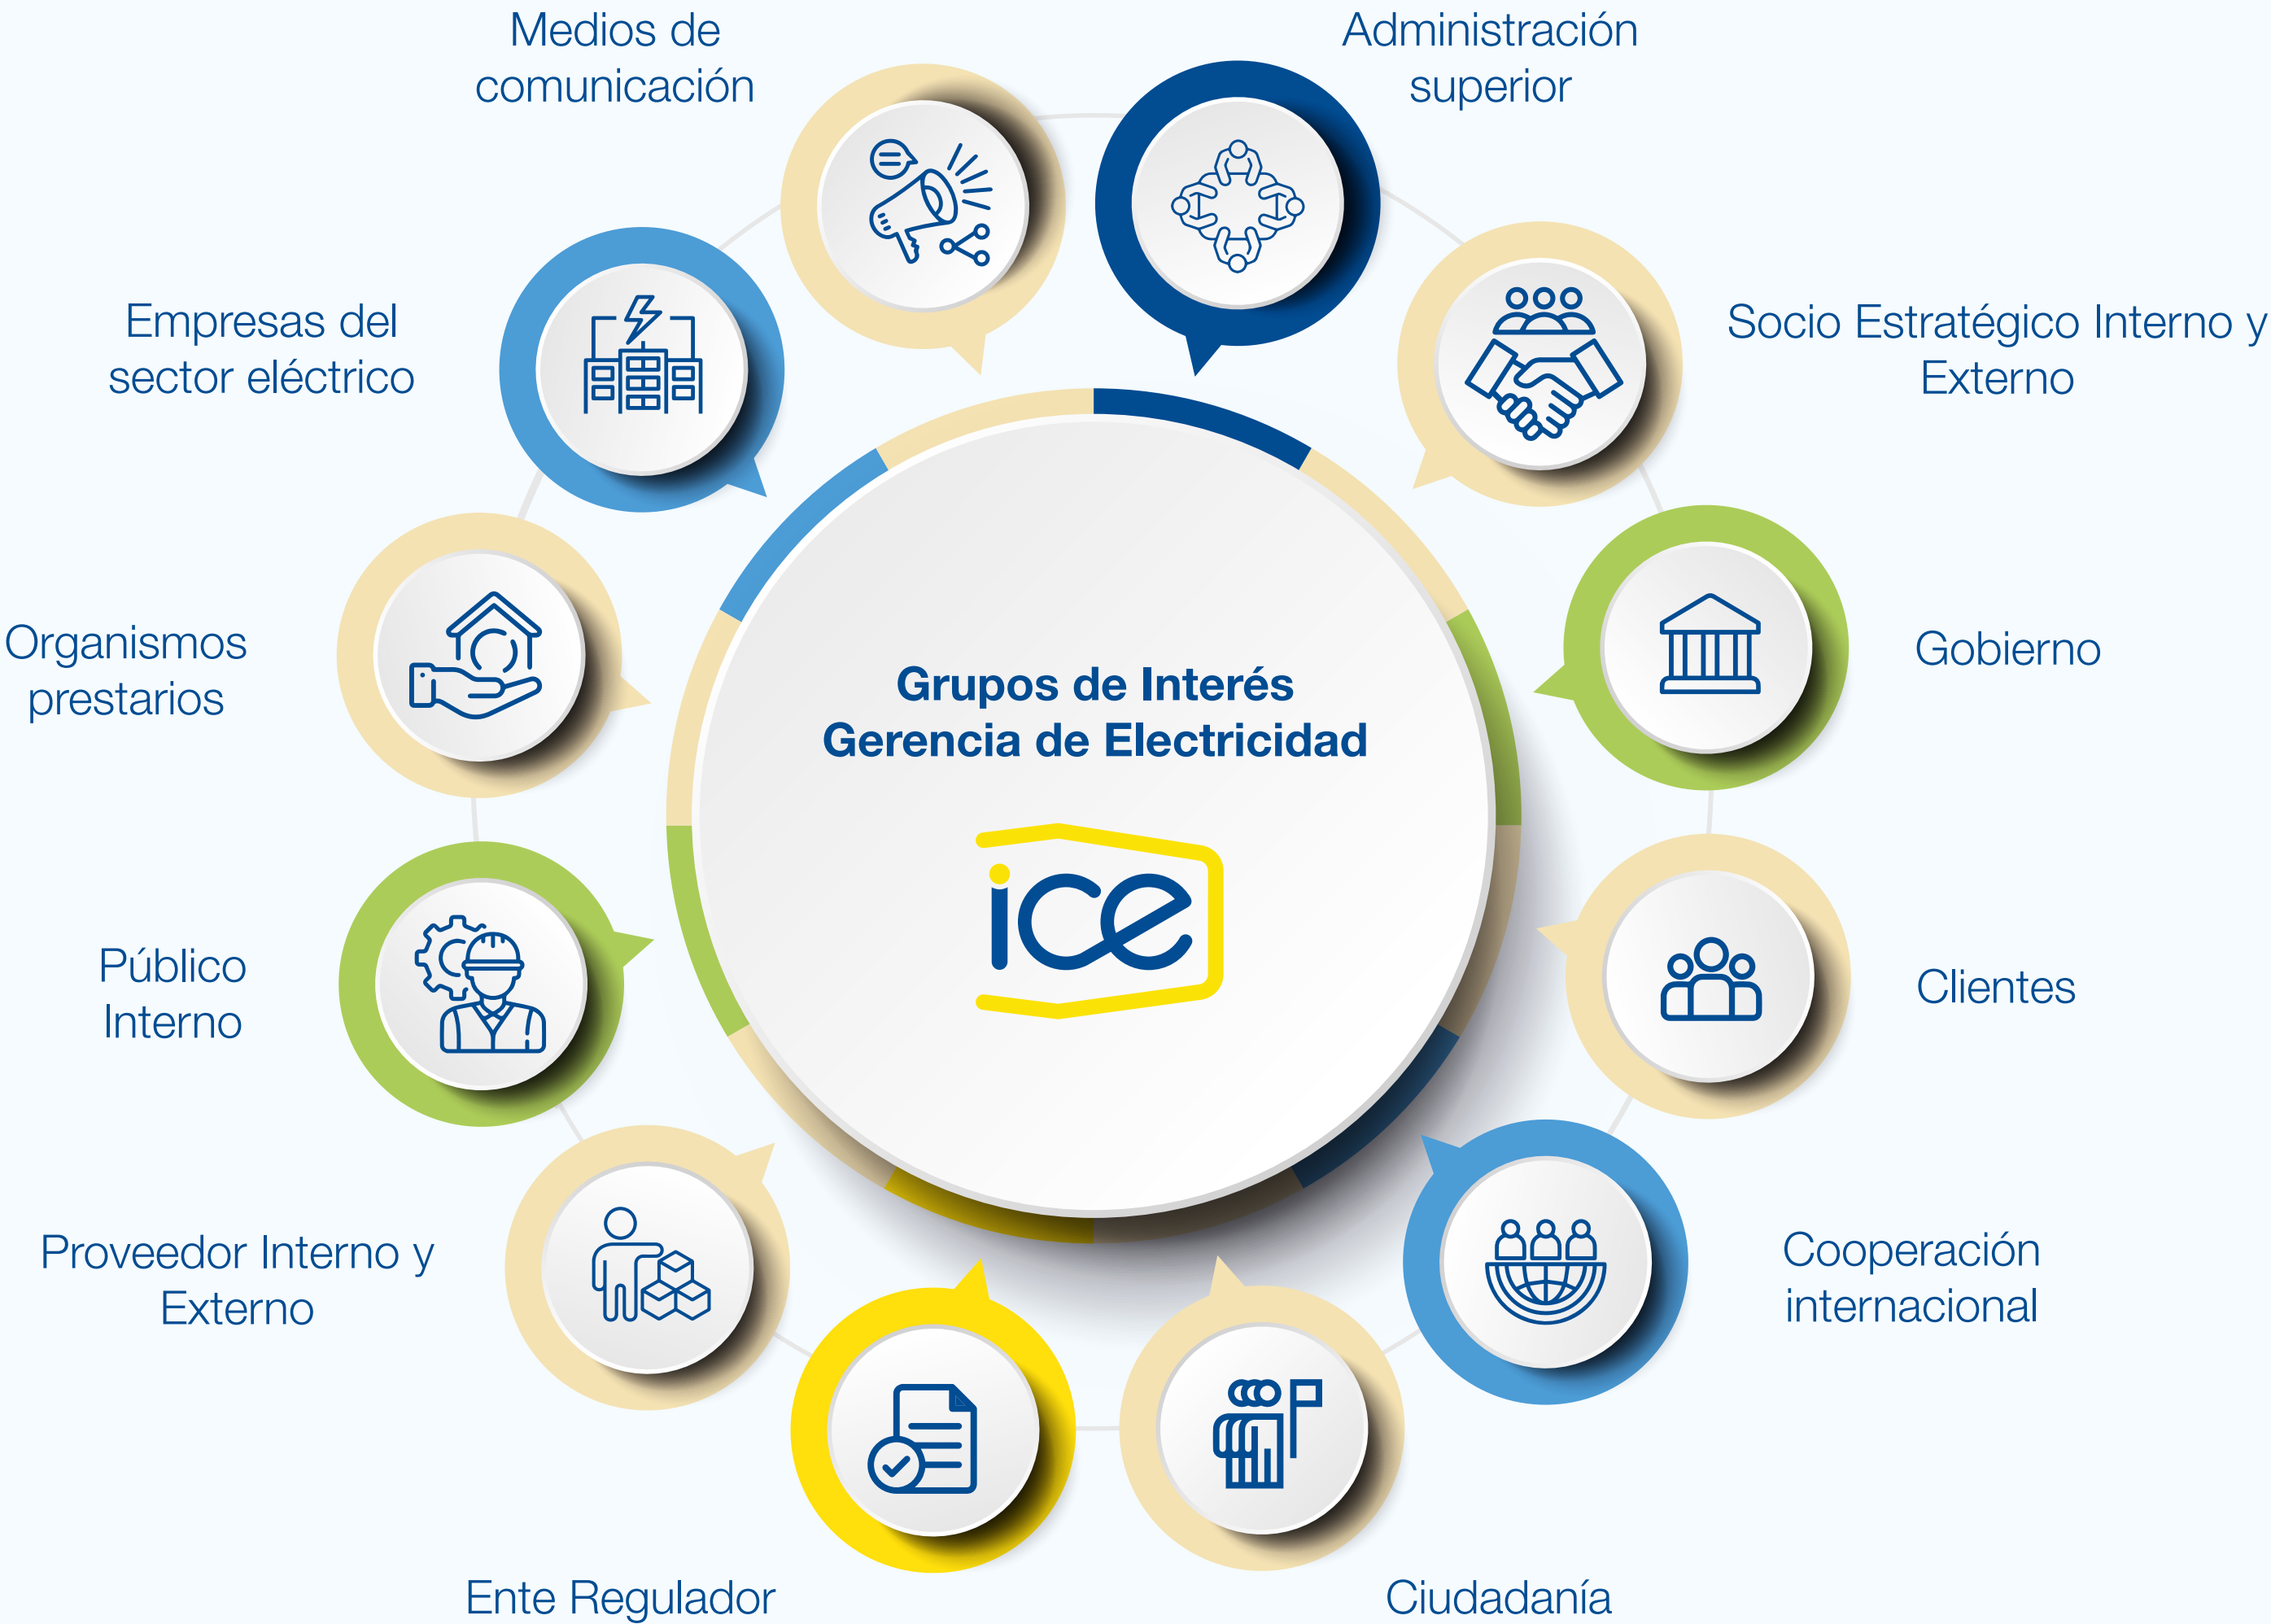 Medios de
comunicación
Administración
superior
Empresas del
sector eléctrico
Socio Estratégico Interno y
Externo
Organismos
prestarios
Gobierno
Grupos de Interés
Gerencia de Electricidad
ice
Público
Interno
Clientes
Proveedor Interno y
Externo
Cooperación
internacional
Ente Regulador
Ciudadanía